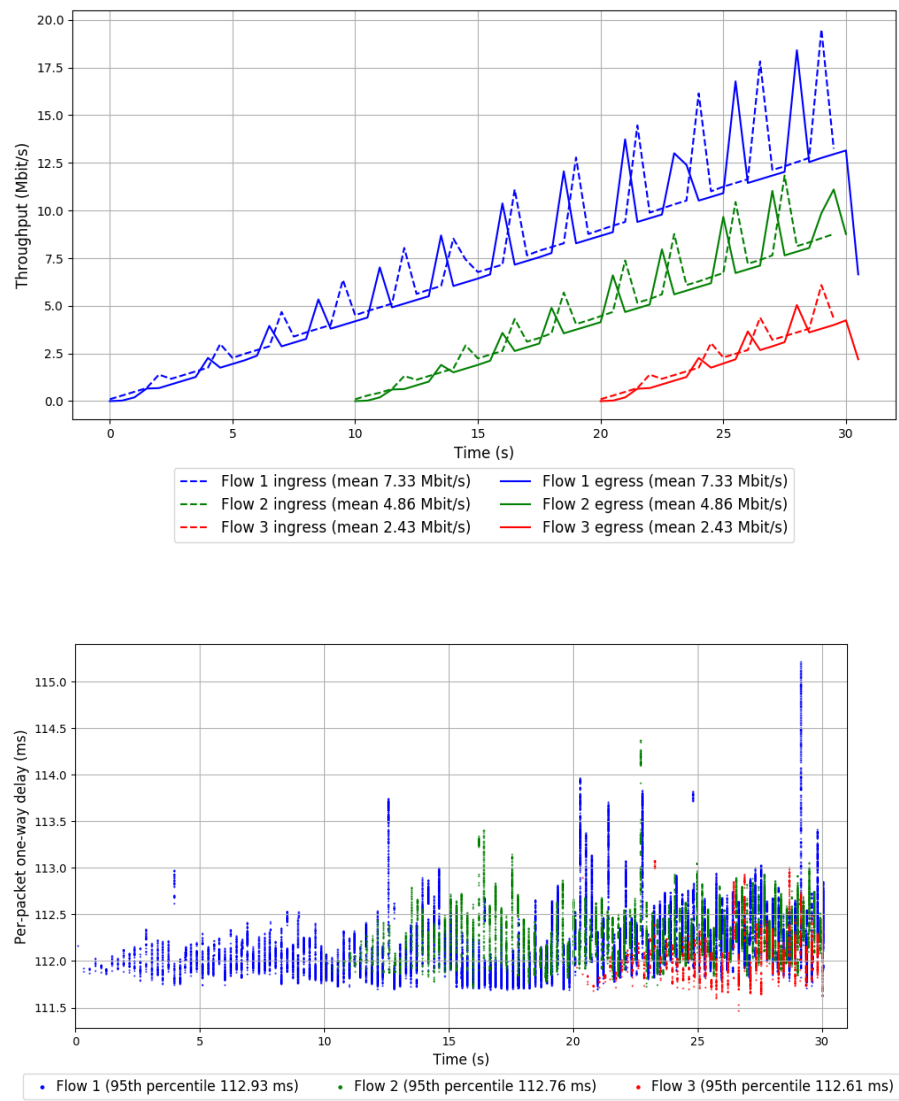 20.0
17.5
15.0
12.5
10.0
7.5
5.0
2.5
0.0
Throughput (Mbit/s)
0 5 10 15 20 25 30
Time (s)
Flow 1 ingress (mean 7.33 Mbit/s) Flow 1 egress (mean 7.33 Mbit/s)
Flow 2 ingress (mean 4.86 Mbit/s) Flow 2 egress (mean 4.86 Mbit/s)
Flow 3 ingress (mean 2.43 Mbit/s) Flow 3 egress (mean 2.43 Mbit/s)
115.0
114.5
114.0
113.5
113.0
112.5
112.0
111.5
Per-packet one-way delay (ms)
0 5 10 15 20 25 30
Time (s)
Flow 1 (95th percentile 112.93 ms) Flow 2 (95th percentile 112.76 ms) Flow 3 (95th percentile 112.61 ms)